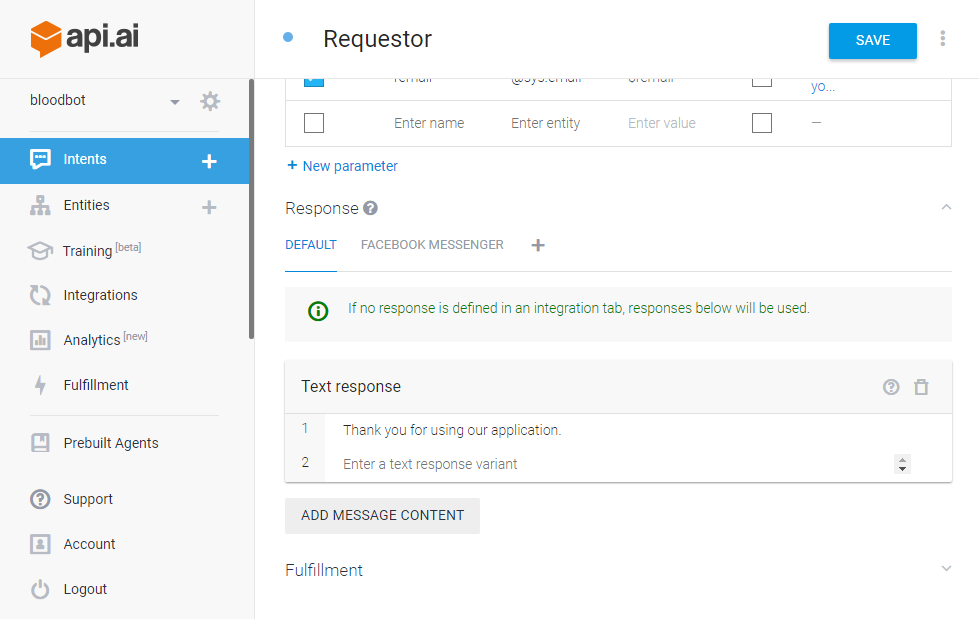 api.ai
Requestor
SAVE
bloodbot
yo...
Enter name Enter entity Enter value —
Intents +
+ New parameter
Entities +
Response ?
Training [beta]
DEFAULT FACEBOOK MESSENGER +
Integrations
If no response is defined in an integration tab, responses below will be used.
Analytics [new]
Fulfillment
Text response
1 Thank you for using our application.
2 Enter a text response variant
Prebuilt Agents
Support
ADD MESSAGE CONTENT
Account
Fulfillment
Logout